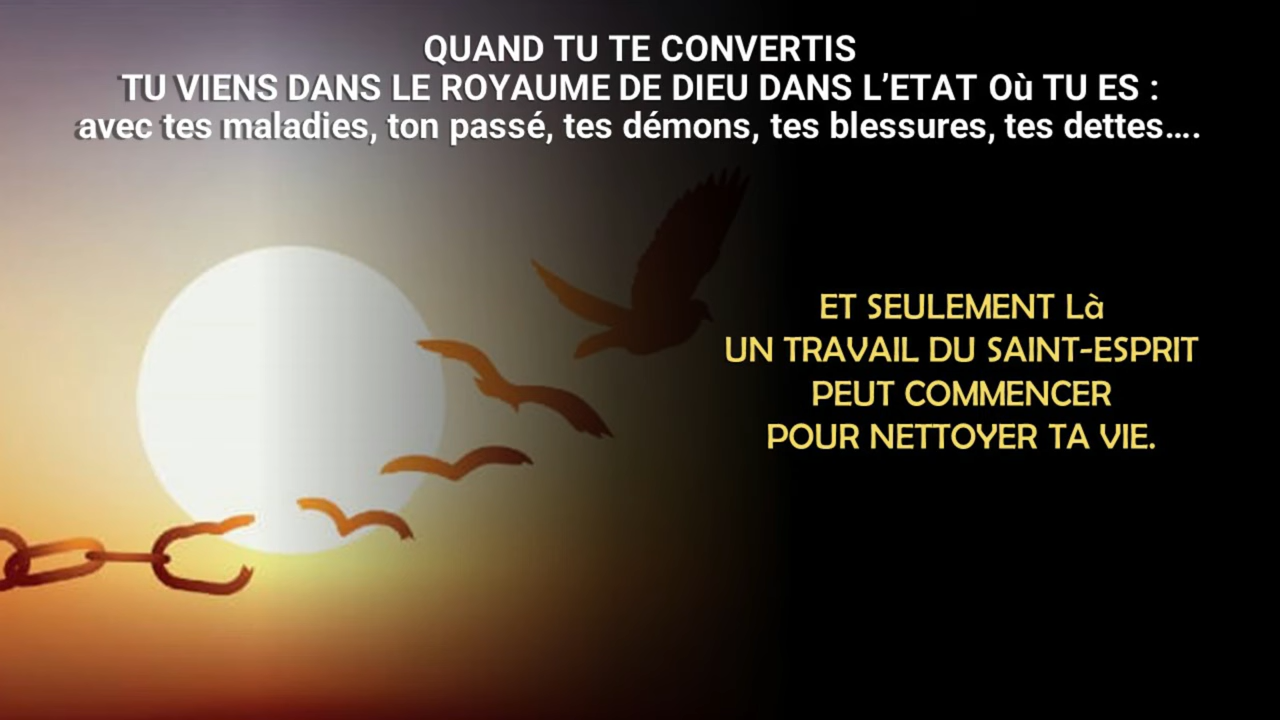 QUAND TU TE CONVERTIS
TU VIENS DANS LE ROYAUME DE DIEU DANS L’ETAT Où TU ES :
avec tes maladies, ton passé, tes démons, tes blessures, tes dettes….
ET SEULEMENT Là
UN TRAVAIL DU SAINT-ESPRIT
PEUT COMMENCER
POUR NETTOYER TA VIE.